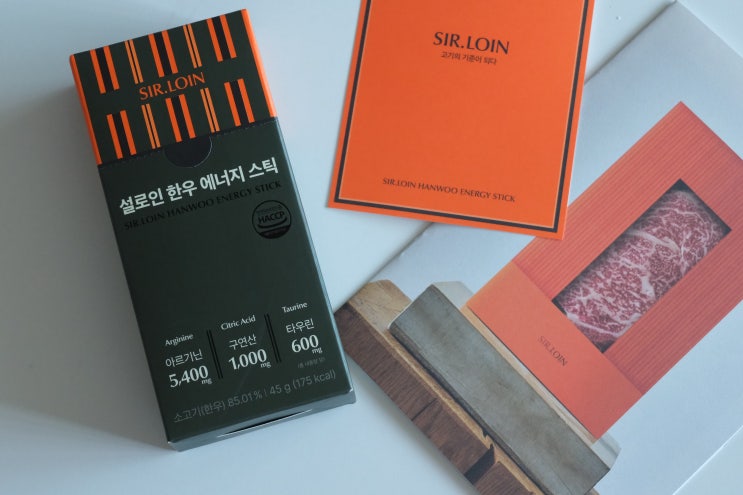 SIR.LOIN
설로인 한우 에너지 스틱
SIR.LOIN HANWOO ENERGY STICK
HACCP
Arginine
아르기닌
5,400mg
Citric Acid
구연산
1,000mg
Taurine
타우린
600mg
소고기(한우) 85.01% | 45 g (175 kcal)
SIR.LOIN
고기의 기준이 되다
SIR.LOIN HANWOO ENERGY STICK
SIR.LOIN